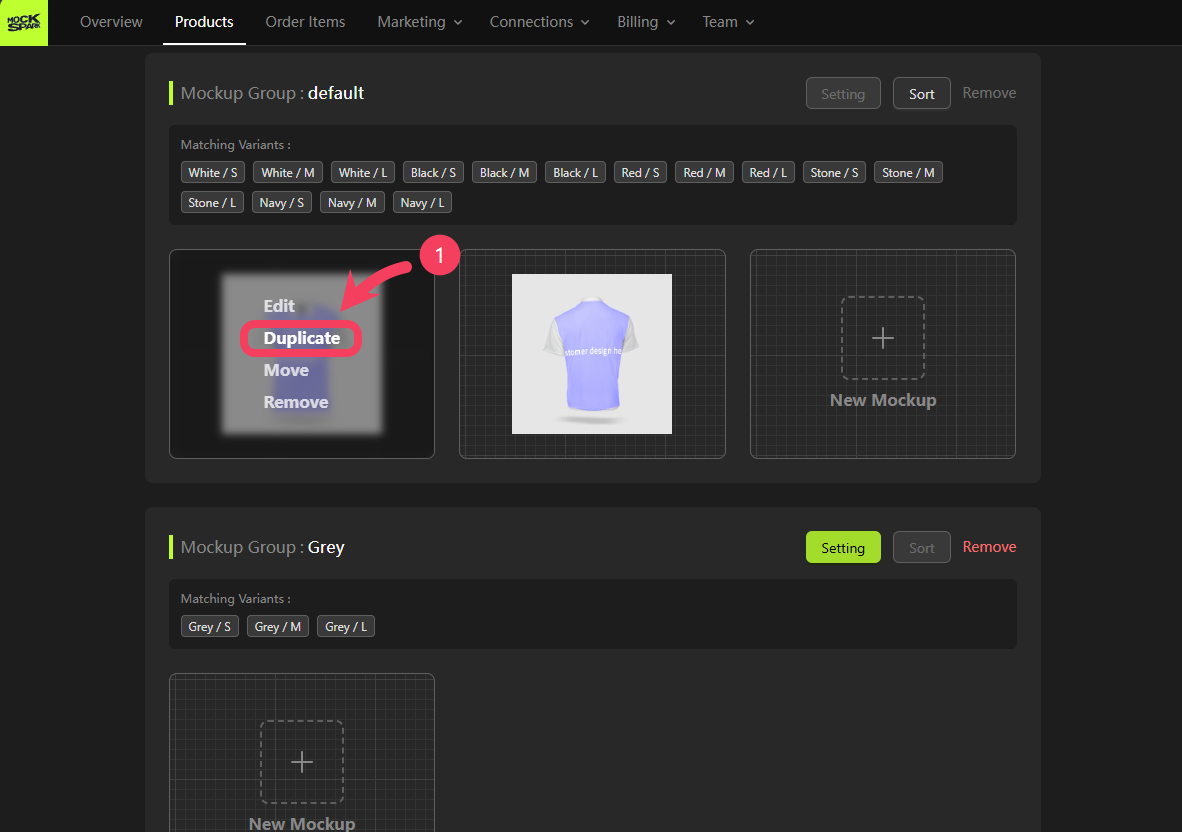 MOCK SPARK Overview Products Order Items Marketing Connections Billing Team
Mockup Group : default Setting Sort Remove
Matching Variants :
White / S White / M White / L Black / S Black / M Black / L Red / S Red / M Red / L Stone / S Stone / M
Stone / L Navy / S Navy / M Navy / L
1
Edit
Duplicate
Move
Remove
stomer design he
New Mockup
Mockup Group : Grey Setting Sort Remove
Matching Variants :
Grey / S Grey / M Grey / L
New Mockup